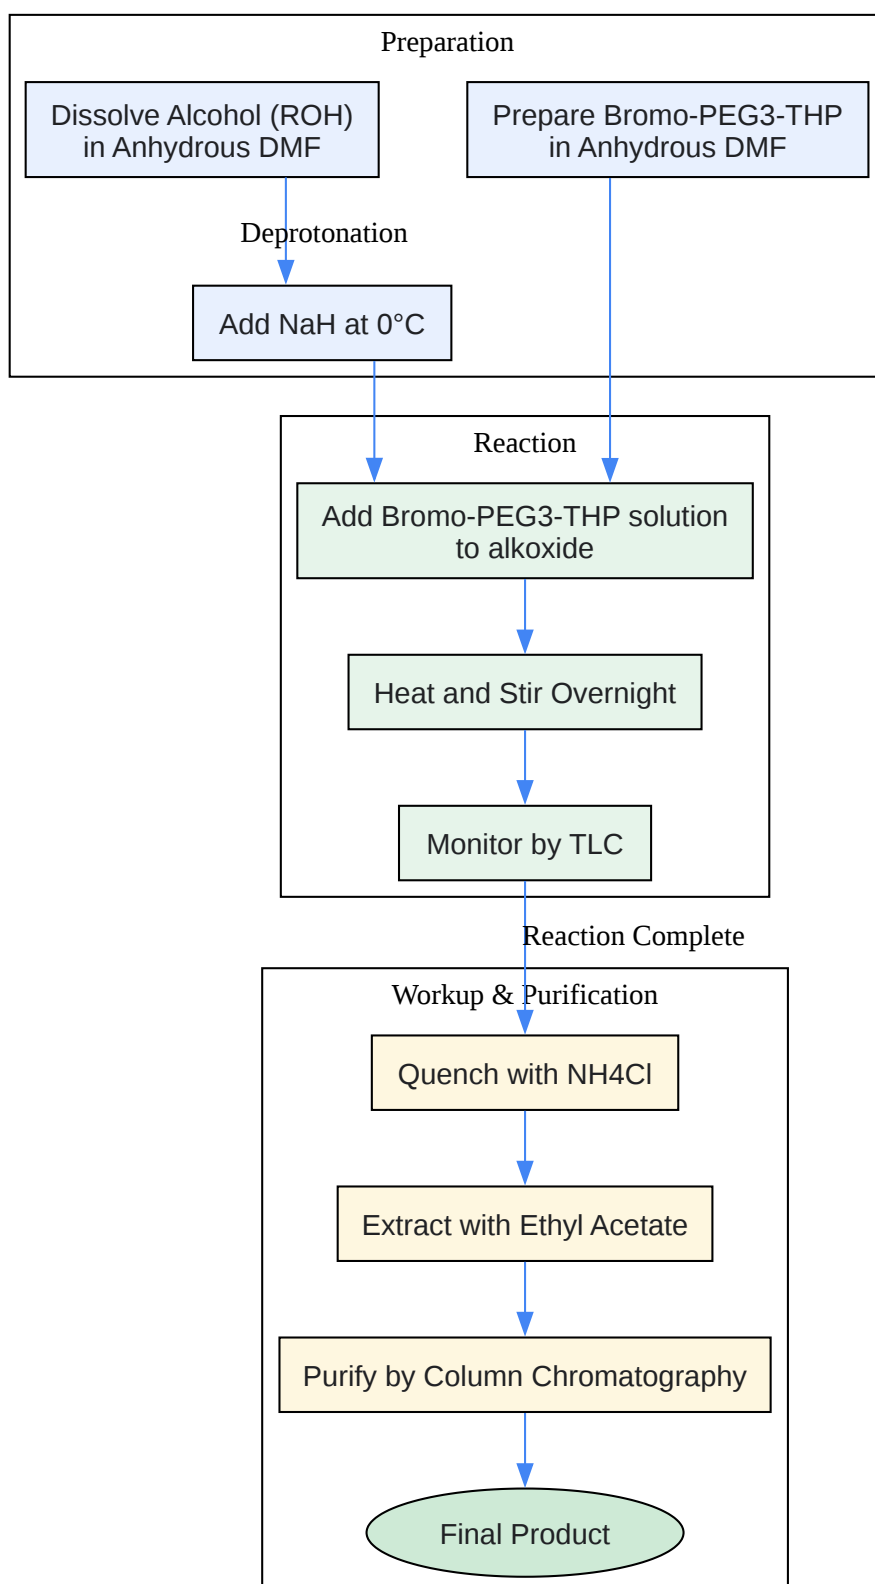 Preparation
Dissolve Alcohol (ROH)
in Anhydrous DMF
Prepare Bromo-PEG3-THP
in Anhydrous DMF
Deprotonation
Add NaH at 0°C
Reaction
Add Bromo-PEG3-THP solution
to alkoxide
Heat and Stir Overnight
Monitor by TLC
Reaction Complete
Workup & Purification
Quench with NH4Cl
Extract with Ethyl Acetate
Purify by Column Chromatography
Final Product